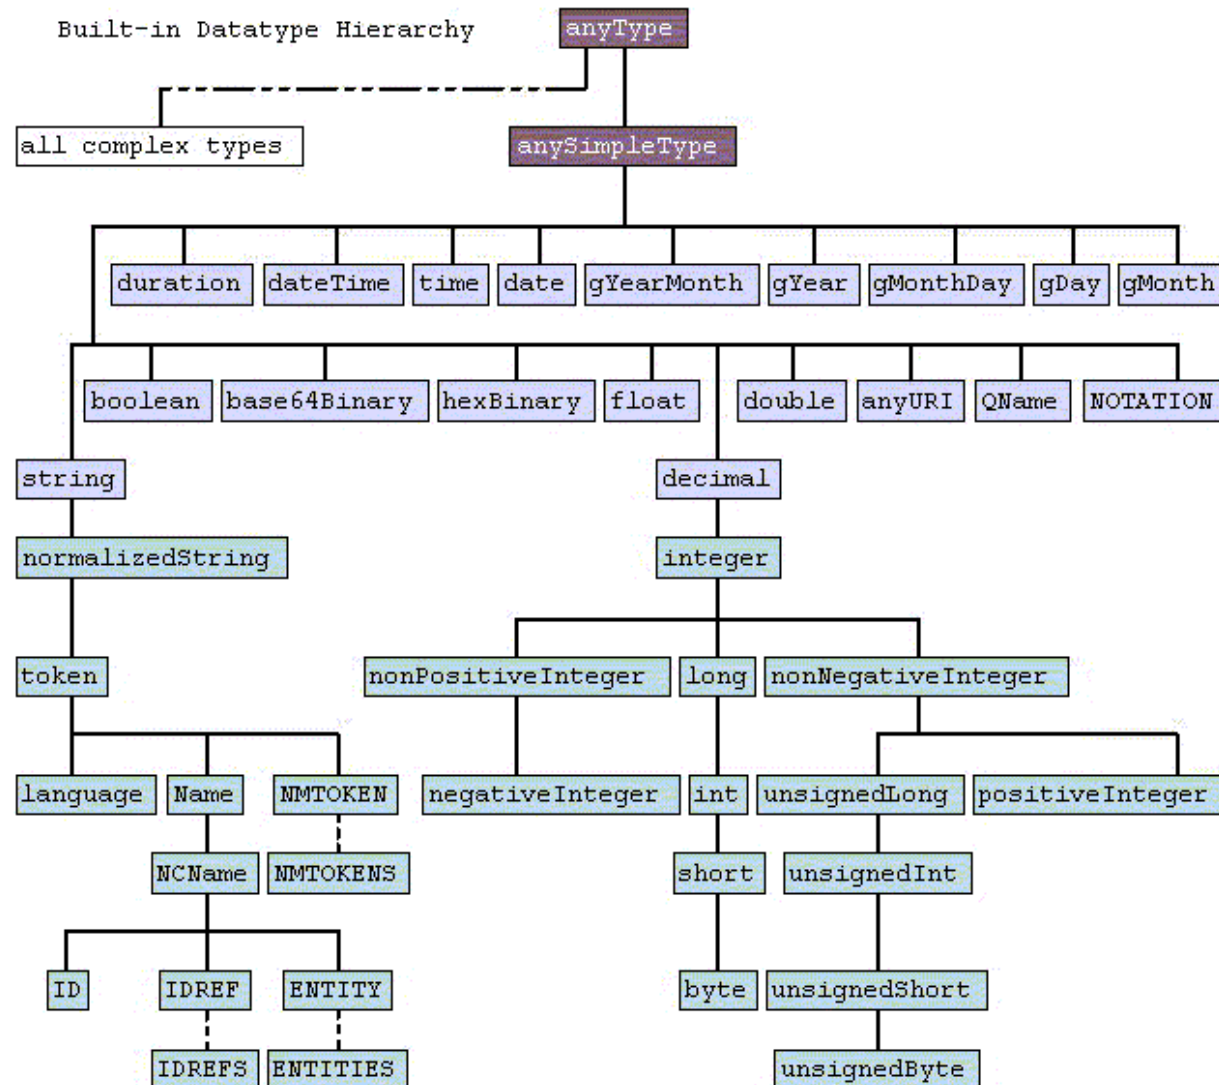 Built-in Datatype Hierarchy anyType
all complex types anySimpleType
duration dateTime time date gYearMonth gYear gMonthDay gDay gMonth
boolean base64Binary hexBinary float double anyURI QName NOTATION
string decimal
normalizedString integer
token nonPositiveInteger long nonNegativeInteger
language Name NMTOKEN negativeInteger int unsignedLong positiveInteger
NCName NMTOKENS short unsignedInt
ID IDREF ENTITY byte unsignedShort
IDREFS ENTITIES unsignedByte